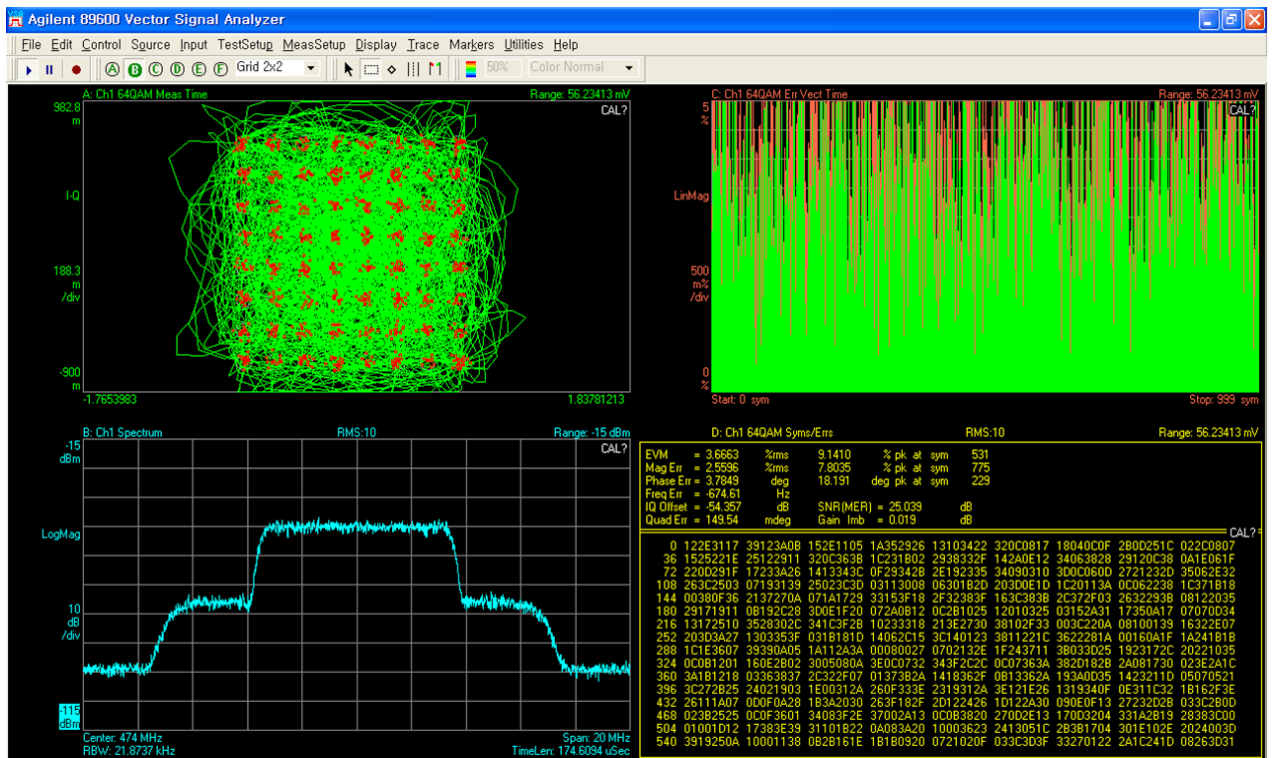 Agilent 89600 Vector Signal Analyzer
File Edit Control Source Input TestSetup MeasSetup Display Trace Markers Utilities Help
A B C D E F Grid 2x2 50% Color Normal
A: Ch1 64QAM Meas Time Range: 56.23413 mV
982.8
m
CAL?
I-Q
188.3
m
/div
-900
m
-1.7653983 1.83781213
C: Ch1 64QAM Err Vect Time Range: 56.23413 mV
5
%
CAL?
LinMag
500
m%
/div
0
%
Start: 0 sym Stop: 999 sym
B: Ch1 Spectrum RMS:10 Range: -15 dBm
-15
dBm
CAL?
LogMag
10
dB
/div
-115
dBm
Center: 474 MHz Span: 20 MHz
RBW: 21.8737 kHz TimeLen: 174.6094 uSec
D: Ch1 64QAM Syms/Errs RMS:10 Range: 56.23413 mV
EVM = 3.6663 %rms 9.1410 % pk at sym 531
Mag Err = 2.5596 %rms 7.8035 % pk at sym 775
Phase Err = 3.7849 deg 18.191 deg pk at sym 229
Freq Err = -674.61 Hz
IQ Offset = -54.357 dB SNR(MER) = 25.039 dB
Quad Err = 149.54 mdeg Gain Imb = 0.019 dB
CAL?
0 122E3117 39123A0B 152E1105 1A352926 13103422 320C0817 18040C0F 2B0D251C 022C0807
36 1525221E 25122911 320C363B 1C231B02 2938332F 142A0E12 34063828 29120C38 0A1E061F
72 220D291F 17233A26 1413343C 0F29342B 2E192335 34090310 3D0C060D 2721232D 35062E32
108 263C2503 07193139 25023C3D 03113008 06301B2D 203D0E1D 1C20113A 0C062238 1C371B18
144 00380F36 2137270A 071A1729 33153F18 2F32383F 163C383B 2C372F03 2632293B 08122035
180 29171911 0B192C28 3D0E1F20 072A0B12 0C2B1825 12010325 03152A31 17350A17 07070D34
216 13172510 3528302C 341C3F2B 10233318 213E2730 38102F33 003C220A 08100139 16322E07
252 203D3A27 1303353F 031B181D 14062C15 3C140123 3811221C 3622281A 00160A1F 1A241B1B
288 1C1E3607 39390A05 1A112A3A 00080027 0702132E 1F243711 3B033D25 1923172C 20221035
324 0C0B1201 160E2B02 3005080A 3E0C0732 343F2C2C 0C07363A 382D182B 2A081730 023E2A1C
360 3A1B1218 03363837 2C322F07 01373B2A 1418362F 0B13362A 193A0D35 1423211D 05070521
396 3C272B25 24021903 1E00312A 260F333E 2319312A 3E121E26 1319340F 0E311C32 1B162F3E
432 26111A07 0D0F0A28 1B3A2030 263F182F 2D122426 1D122A30 090E0F13 27232D2B 033C2B0D
468 023B2525 0C0F3601 34083F2E 37002A13 0C0B3820 270D2E13 170D3204 331A2B19 28383C00
504 01001D12 17383E39 31101B22 0A083A20 10003623 2413051C 2B3B1704 301E102E 2024003D
540 3919250A 10001138 0B2B161E 1B1B0920 0721020F 033C3D3F 33270122 2A1C241D 08263D31